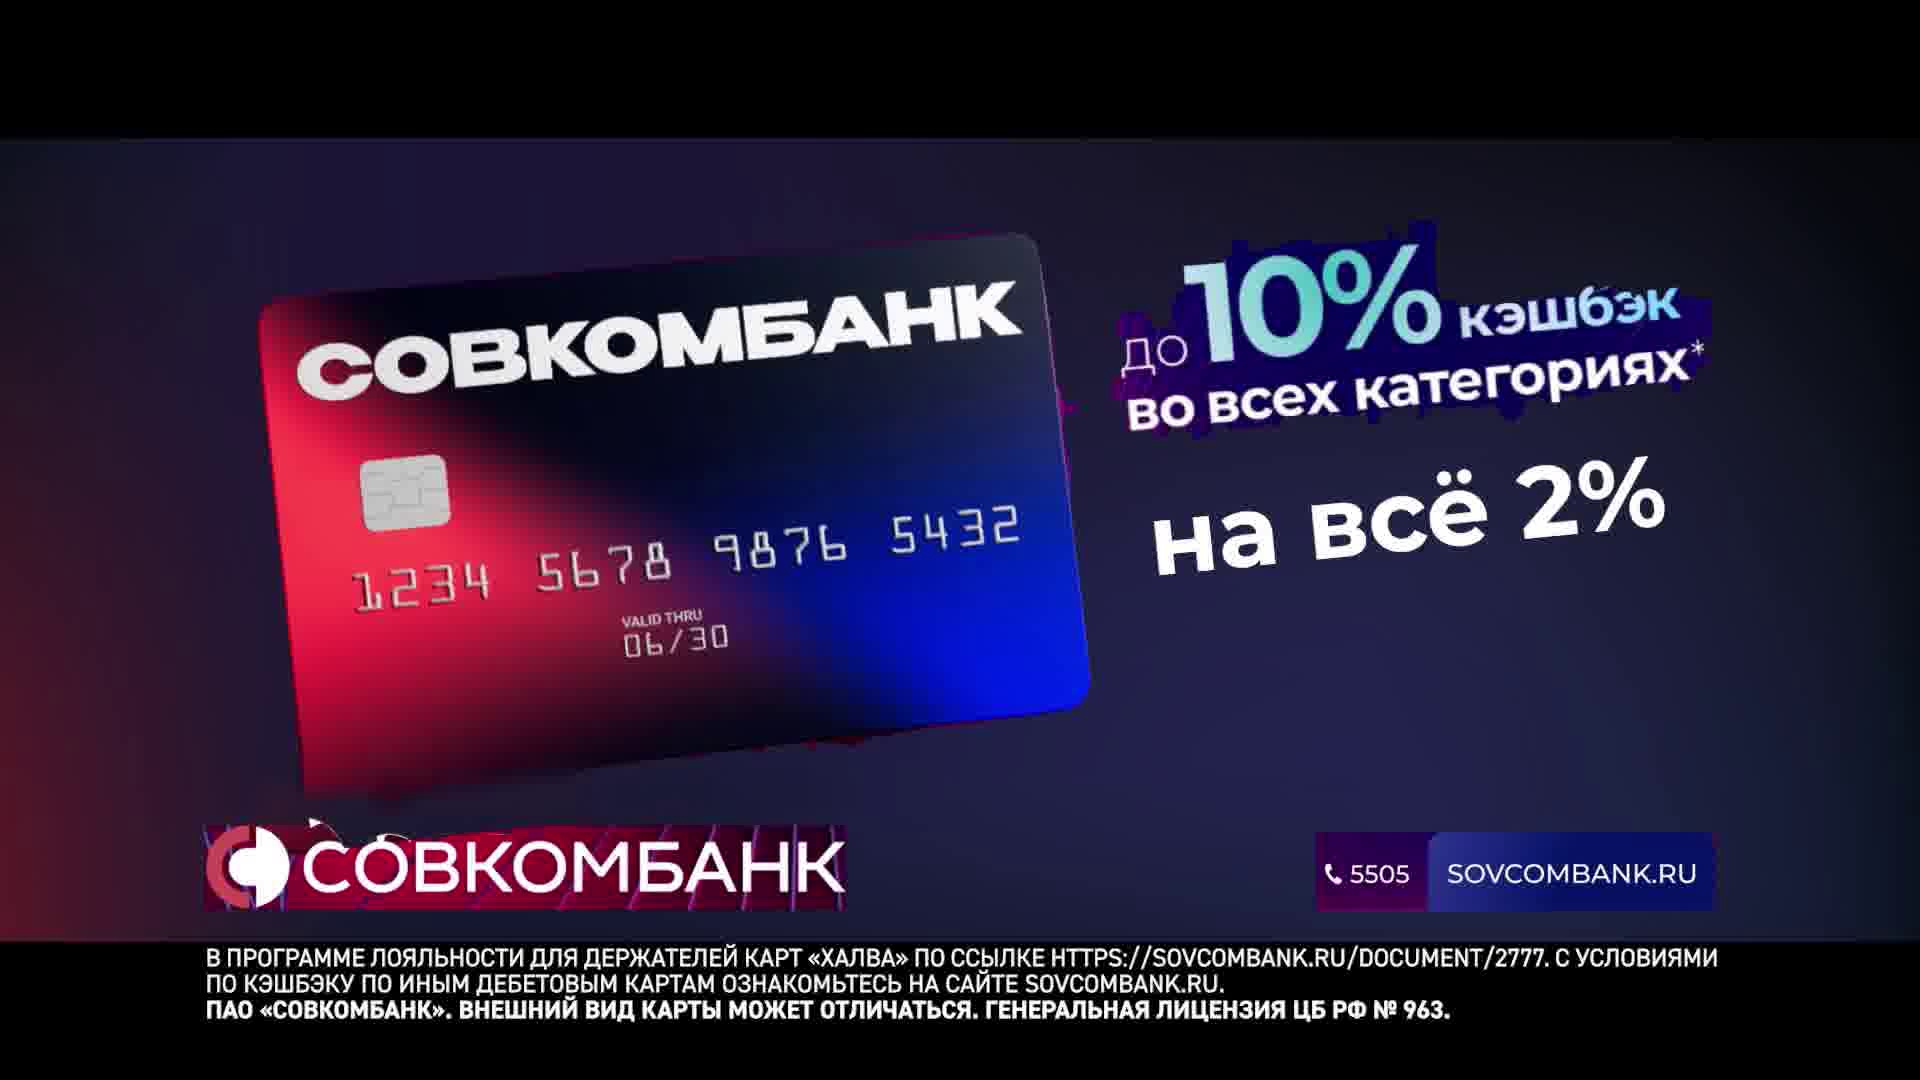 СОВКОМБАНК
1234 5678 9876 5432
VALID THRU
06/30
до 10% кэшбэк
во всех категориях*
на всё 2%
СОВКОМБАНК
5505 SOVCOMBANK.RU
В ПРОГРАММЕ ЛОЯЛЬНОСТИ ДЛЯ ДЕРЖАТЕЛЕЙ КАРТ «ХАЛВА» ПО ССЫЛКЕ HTTPS://SOVCOMBANK.RU/DOCUMENT/2777. С УСЛОВИЯМИ
ПО КЭШБЭКУ ПО ИНЫМ ДЕБЕТОВЫМ КАРТАМ ОЗНАКОМЬТЕСЬ НА САЙТЕ SOVCOMBANK.RU.
ПАО «СОВКОМБАНК». ВНЕШНИЙ ВИД КАРТЫ МОЖЕТ ОТЛИЧАТЬСЯ. ГЕНЕРАЛЬНАЯ ЛИЦЕНЗИЯ ЦБ РФ № 963.